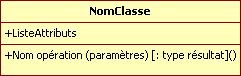 NomClasse
+ListeAttributs
+Nom opération (paramètres) [: type résultat]()